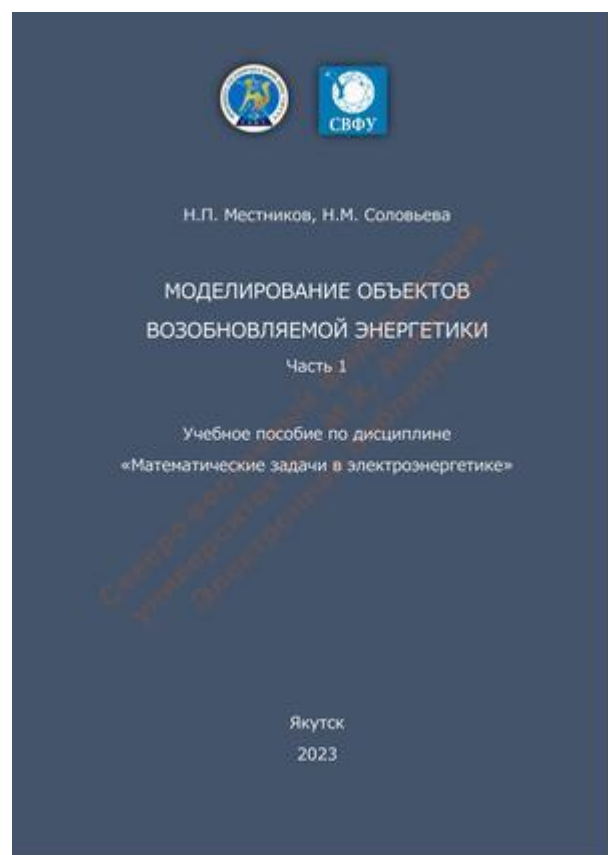 СВФУ
Н.П. Местников, Н.М. Соловьева
МОДЕЛИРОВАНИЕ ОБЪЕКТОВ
ВОЗОБНОВЛЯЕМОЙ ЭНЕРГЕТИКИ
Часть 1
Учебное пособие по дисциплине
«Математические задачи в электроэнергетике»
Якутск
2023